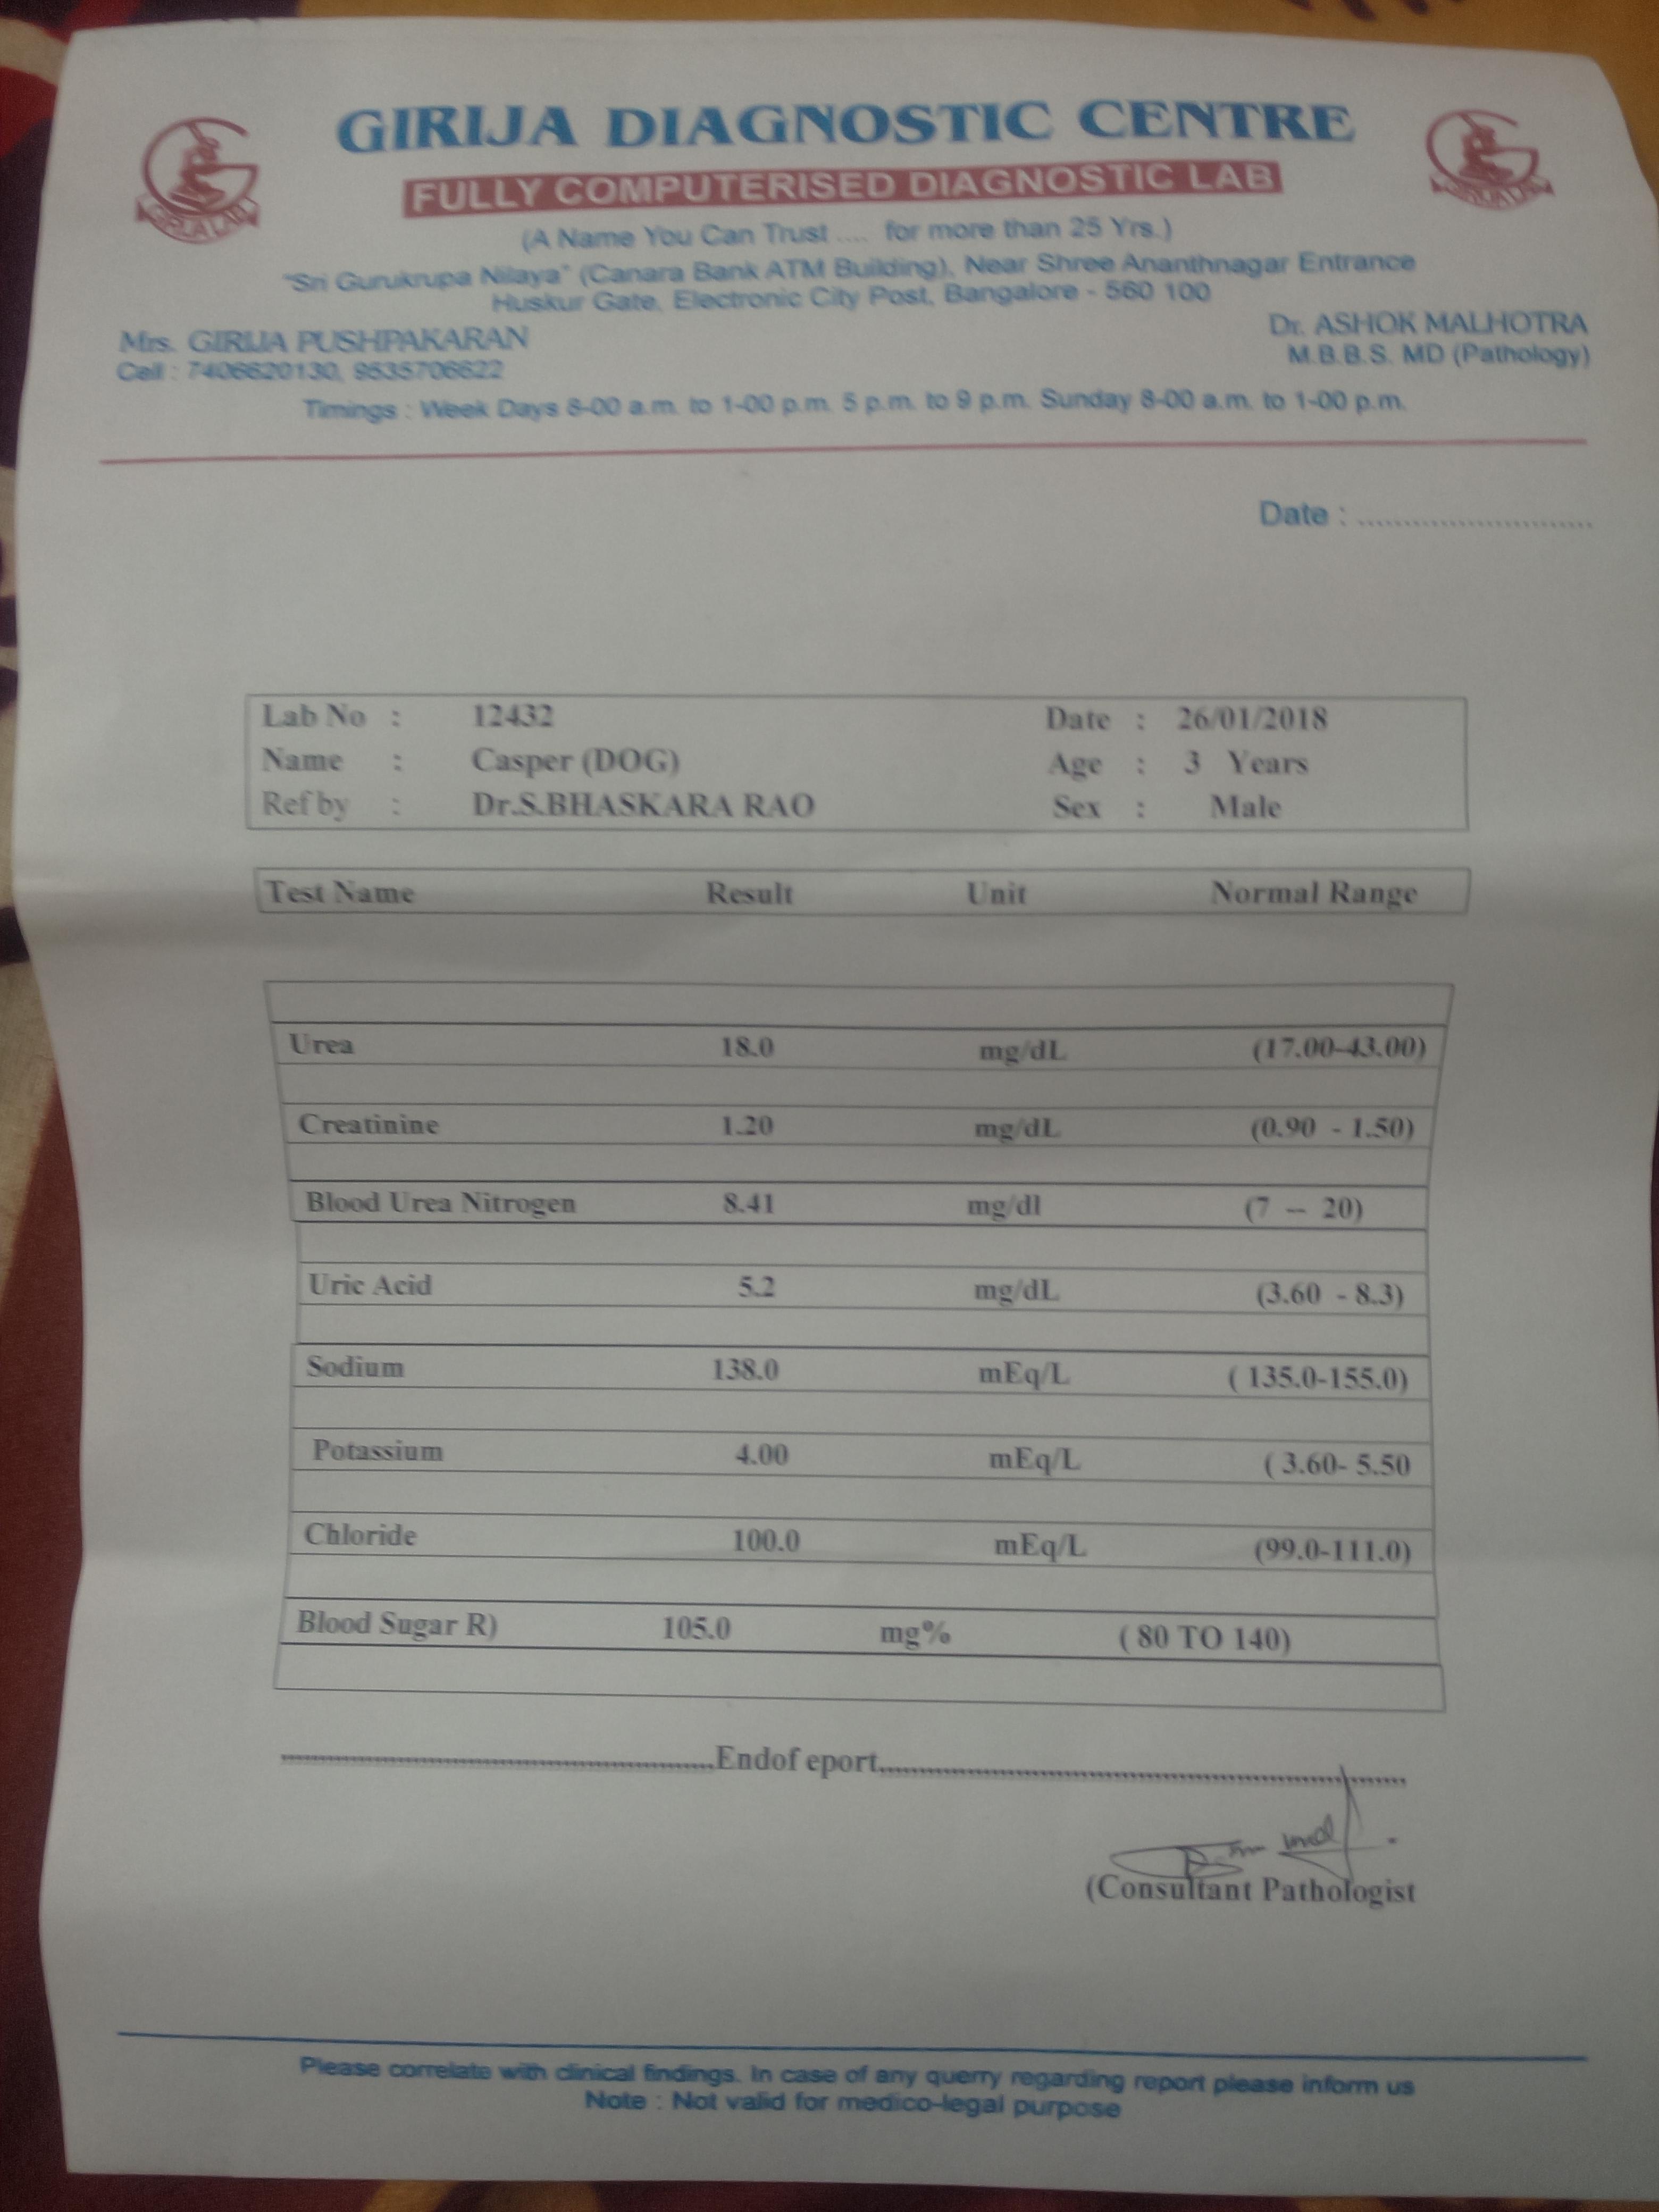 GIRIJA DIAGNOSTIC CENTRE
FULLY COMPUTERISED DIAGNOSTIC LAB
(A Name You Can Trust .... for more than 25 Yrs.)
"Sri Gurukrupa Nilaya" (Canara Bank ATM Building), Near Shree Ananthnagar Entrance
Huskur Gate, Electronic City Post, Bangalore - 560 100
Mrs. GIRIJA PUSHPAKARAN
Cell : 7406620130, 9535706622
Dr. ASHOK MALHOTRA
M.B.B.S. MD (Pathology)
Timings : Week Days 8-00 a.m. to 1-00 p.m. 5 p.m. to 9 p.m. Sunday 8-00 a.m. to 1-00 p.m.
Date : ..........................
Lab No : 12432 Date : 26/01/2018
Name : Casper (DOG) Age : 3 Years
Ref by : Dr.S.BHASKARA RAO Sex : Male
Test Name Result Unit Normal Range
Urea 18.0 mg/dL (17.00-43.00)
Creatinine 1.20 mg/dL (0.90 - 1.50)
Blood Urea Nitrogen 8.41 mg/dl (7 -- 20)
Uric Acid 5.2 mg/dL (3.60 - 8.3)
Sodium 138.0 mEq/L ( 135.0-155.0)
Potassium 4.00 mEq/L ( 3.60- 5.50
Chloride 100.0 mEq/L (99.0-111.0)
Blood Sugar R) 105.0 mg% ( 80 TO 140)
Endof eport
(Consultant Pathologist
Please correlate with clinical findings. In case of any querry regarding report please inform us
Note : Not valid for medico-legal purpose